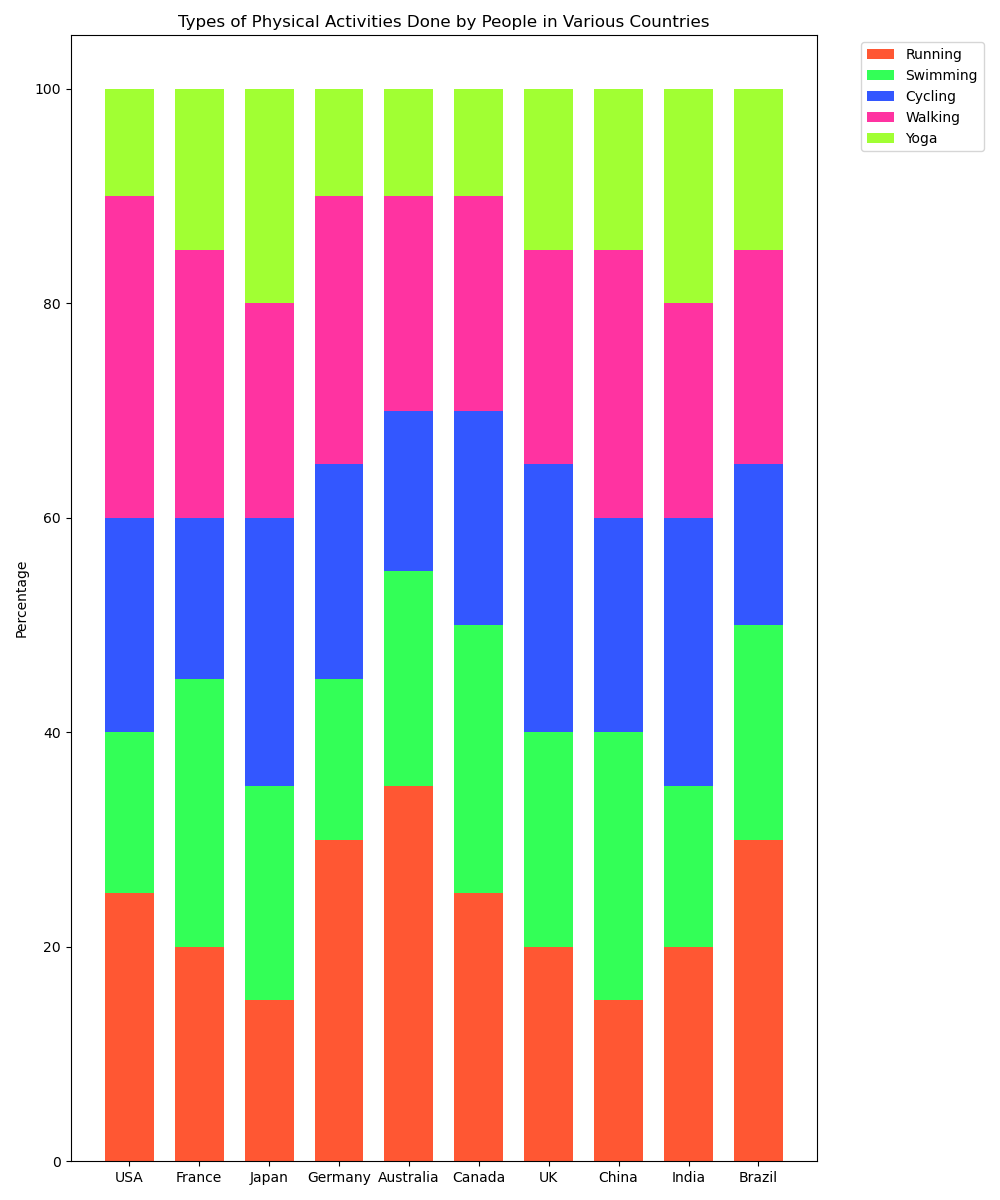 Types of Physical Activities Done by People in Various Countries
Running
Swimming
Cycling
Walking
Yoga
100
80
60
40
20
0
Percentage
USA France Japan Germany Australia Canada UK China India Brazil